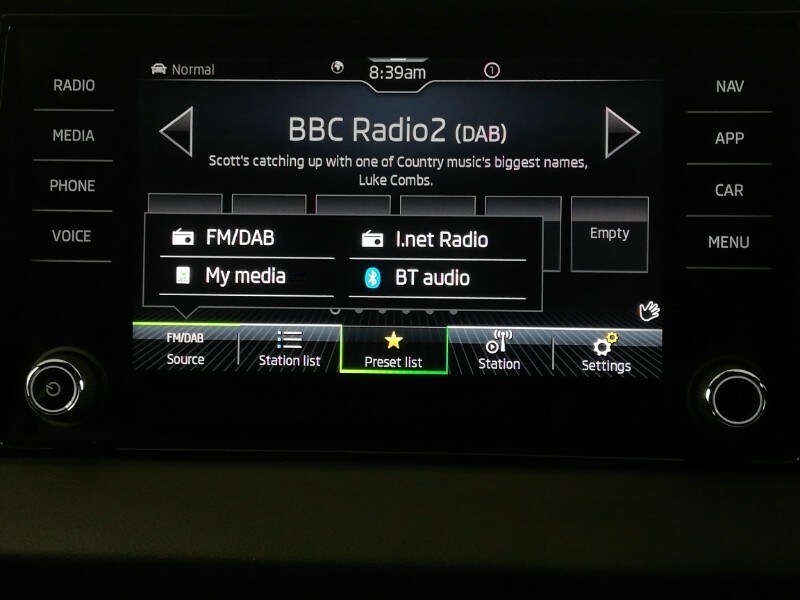 RADIO
MEDIA
PHONE
VOICE
Normal
8:39am
1
BBC Radio2 (DAB)
Scott's catching up with one of Country music's biggest names,
Luke Combs.
Empty
FM/DAB
I.net Radio
My media
BT audio
FM/DAB
Source
Station list
Preset list
Station
Settings
NAV
APP
CAR
MENU